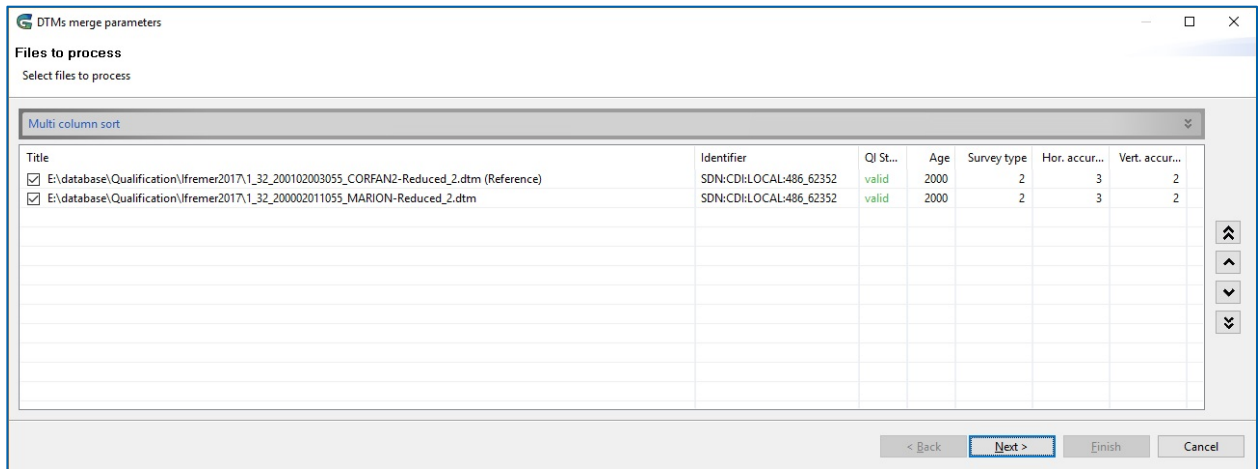 DTMs merge parameters
Files to process
Select files to process
Multi column sort
Title Identifier QI St... Age Survey type Hor. accur... Vert. accur...
E:\database\Qualification\Ifremer2017\1_32_200102003055_CORFAN2-Reduced_2.dtm (Reference) SDN:CDI:LOCAL:486_62352 valid 2000 2 3 2
E:\database\Qualification\Ifremer2017\1_32_200002011055_MARION-Reduced_2.dtm SDN:CDI:LOCAL:486_62352 valid 2000 2 3 2
< Back Next > Finish Cancel